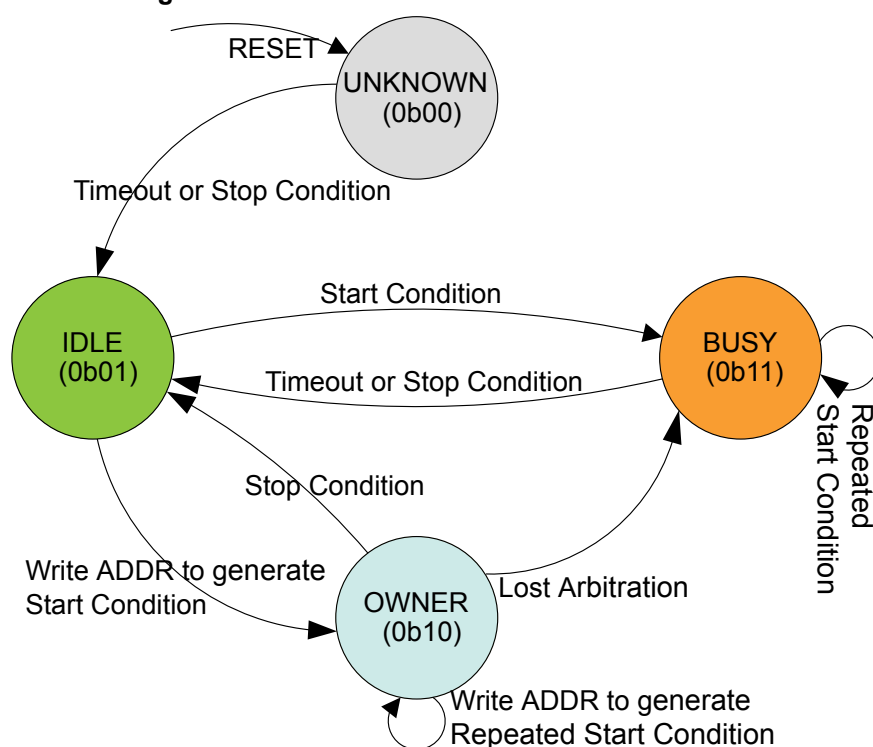 RESET
UNKNOWN
(0b00)
Timeout or Stop Condition
Start Condition
IDLE
(0b01)
BUSY
(0b11)
Timeout or Stop Condition
Repeated
Start Condition
Stop Condition
Write ADDR to generate
Start Condition
Lost Arbitration
OWNER
(0b10)
Write ADDR to generate
Repeated Start Condition